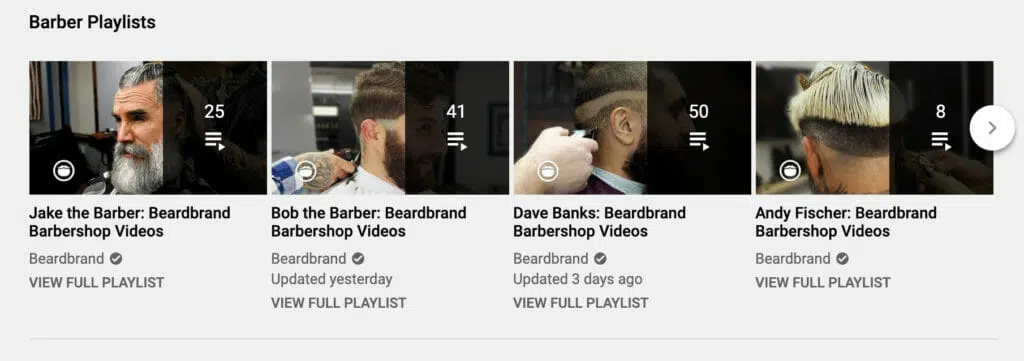 Barber Playlists
25
41
50
8
Jake the Barber: Beardbrand
Barbershop Videos
Beardbrand
VIEW FULL PLAYLIST
Bob the Barber: Beardbrand
Barbershop Videos
Beardbrand
Updated yesterday
VIEW FULL PLAYLIST
Dave Banks: Beardbrand
Barbershop Videos
Beardbrand
Updated 3 days ago
VIEW FULL PLAYLIST
Andy Fischer: Beardbrand
Barbershop Videos
Beardbrand
VIEW FULL PLAYLIST